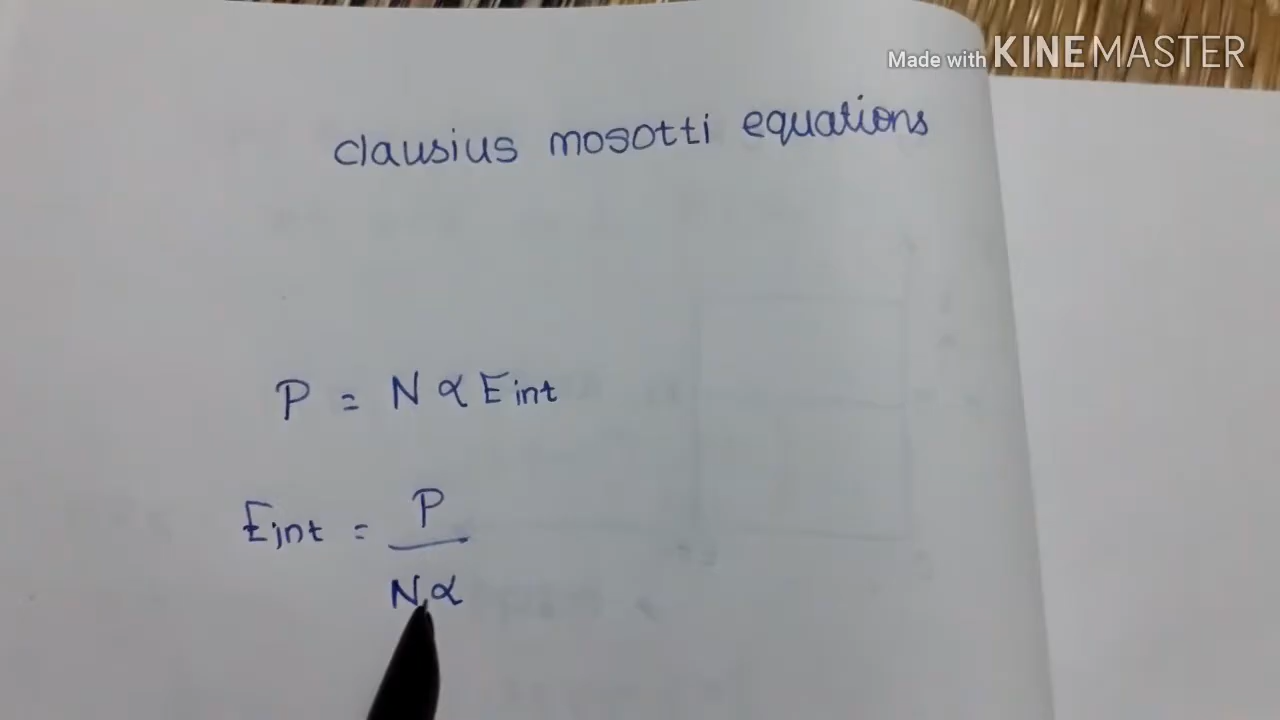 Made with KINEMASTER
clausius mosotti equations
P = N α Eint
Eint = P / Nα